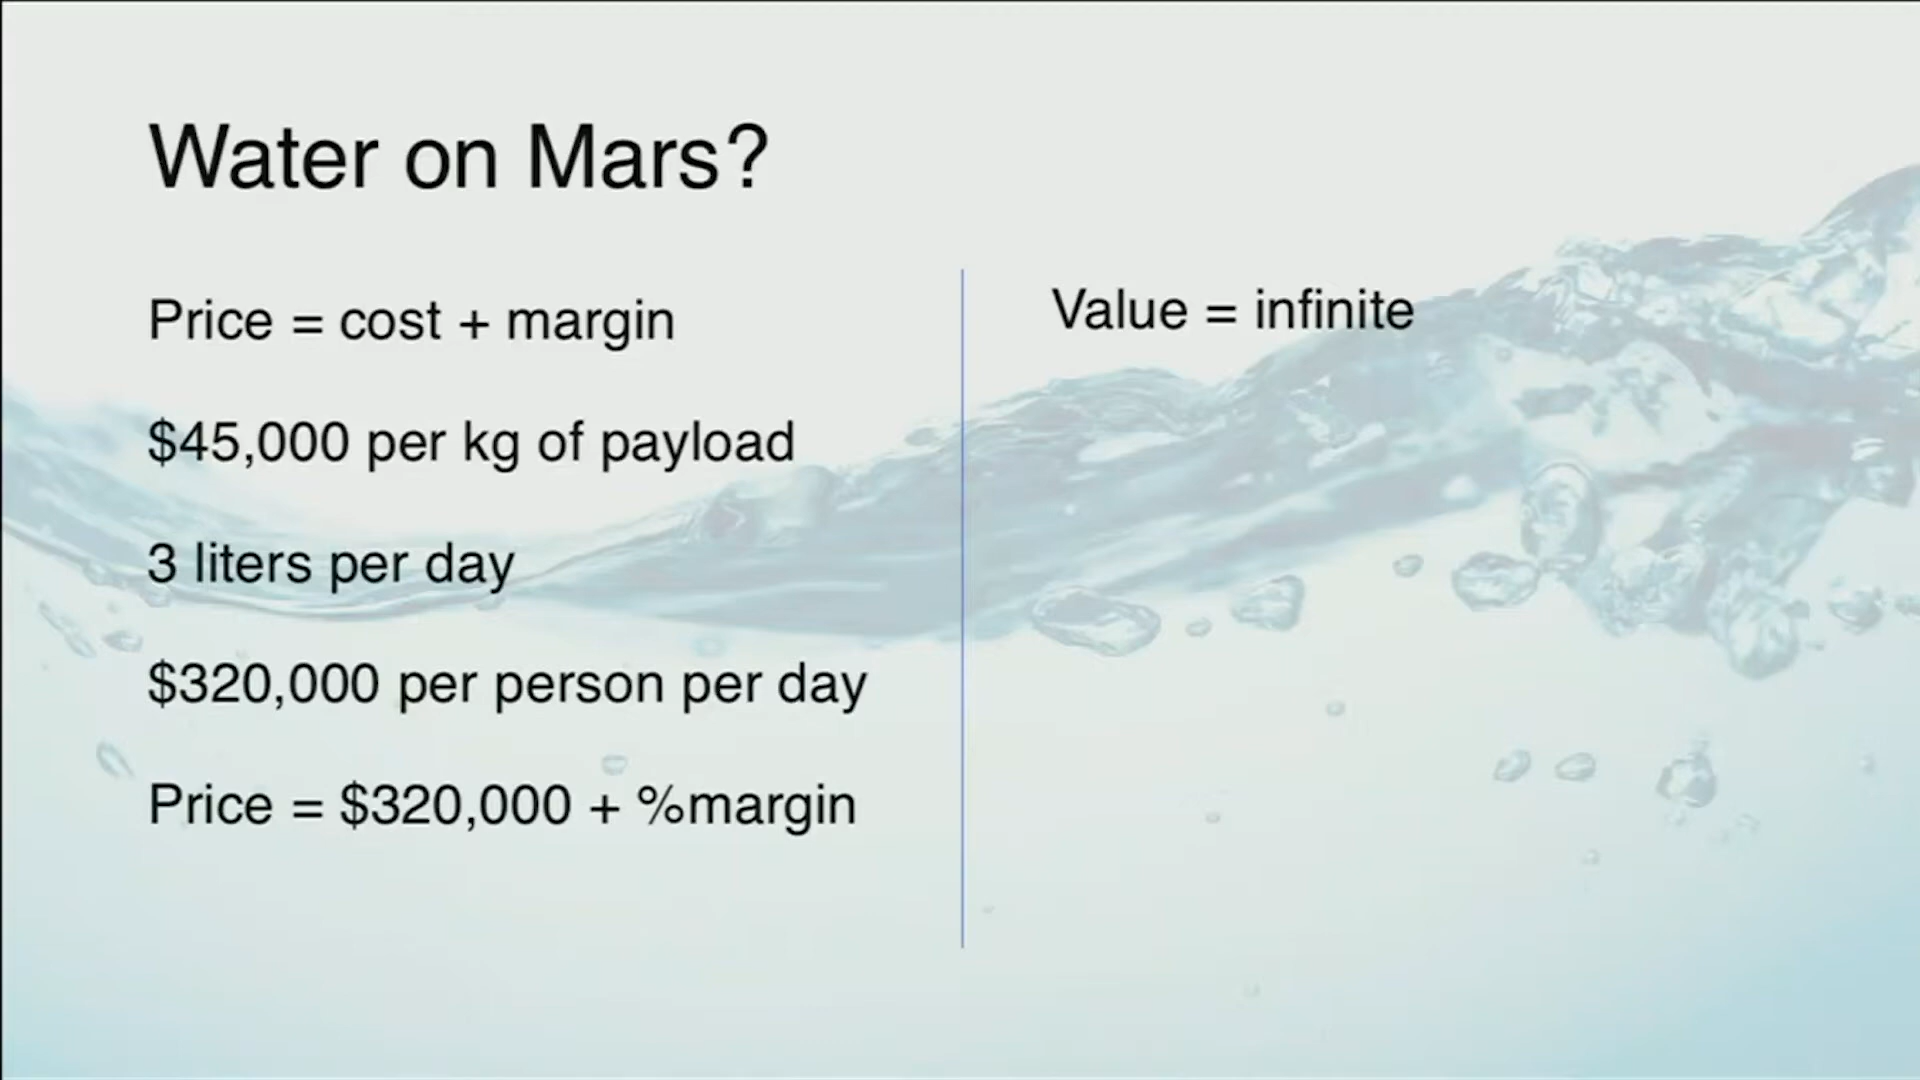 Water on Mars?
Price = cost + margin
$45,000 per kg of payload
3 liters per day
$320,000 per person per day
Price = $320,000 + %margin
Value = infinite